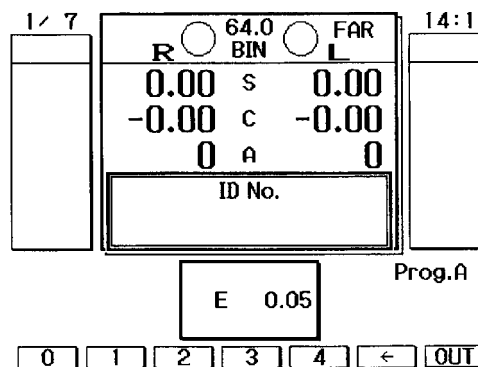 1/ 7 64.0 FAR 14:1
R BIN L
0.00 S 0.00
-0.00 C -0.00
0 A 0
ID No.
Prog.A
E 0.05
0 1 2 3 4 ← OUT